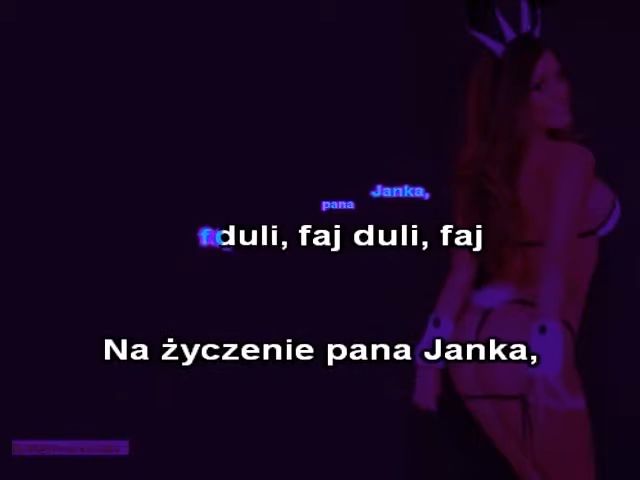 pana Janka,
duli, faj duli, faj
Na życzenie pana Janka,